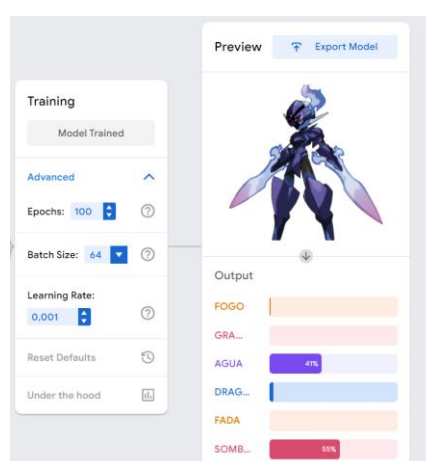 Preview
Export Model
Training
Model Trained
Advanced
Epochs: 100
Batch Size: 64
Learning Rate:
0,001
Reset Defaults
Under the hood
Output
FOGO
GRA...
AGUA 41%
DRAG...
FADA
SOMB... 55%